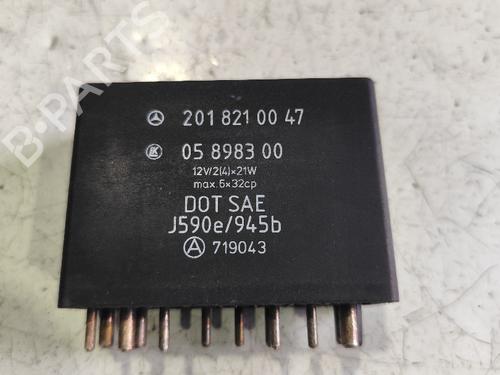 B-PARTS
201 821 00 47
05 8983 00
12V/2(4)×21W
max.6×32cp
DOT SAE
J590e/945b
A 719043